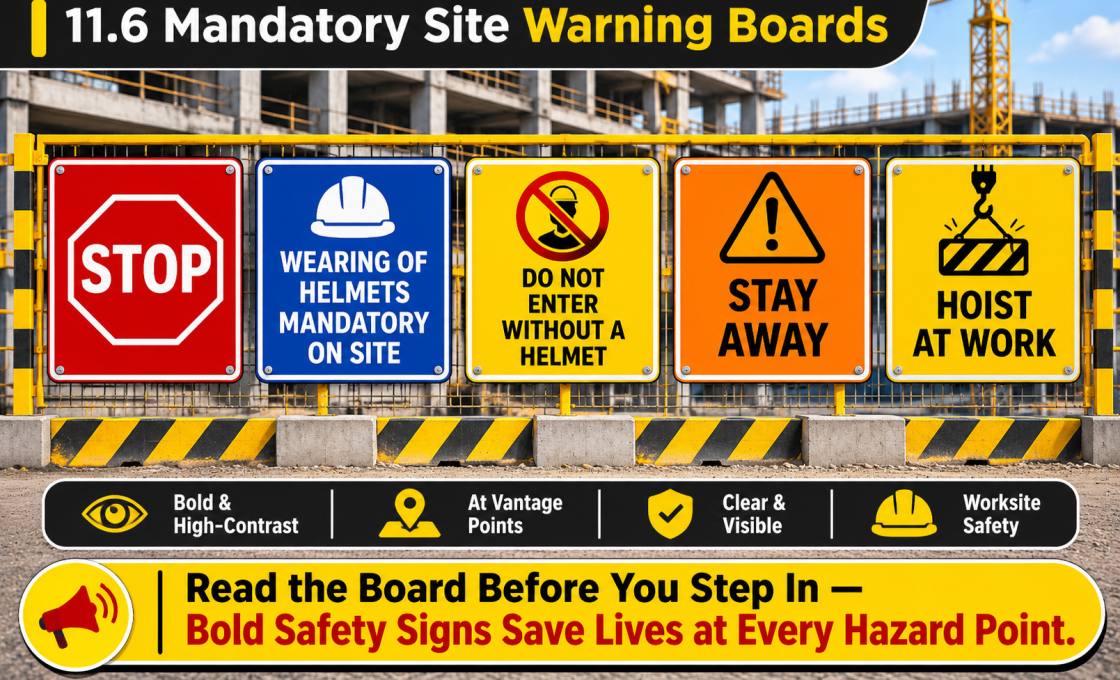 11.6 Mandatory Site Warning Boards
STOP
WEARING OF
HELMETS
MANDATORY
ON SITE
DO NOT
ENTER
WITHOUT A
HELMET
STAY
AWAY
HOIST
AT WORK
Bold &
High-Contrast
At Vantage
Points
Clear &
Visible
Worksite
Safety
Read the Board Before You Step In —
Bold Safety Signs Save Lives at Every Hazard Point.